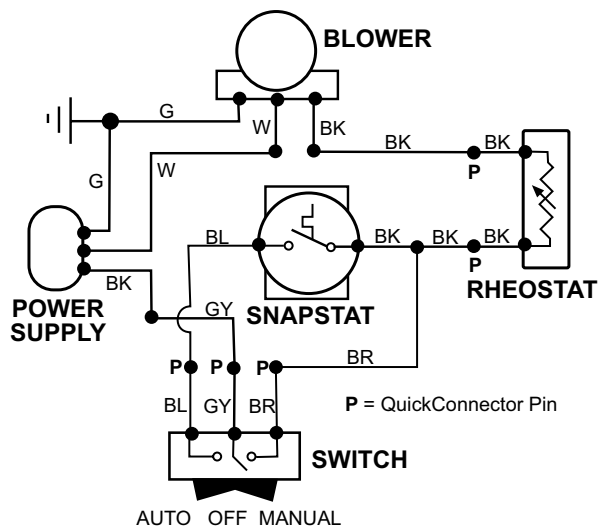 BLOWER
G
W
BK
BK
BK
P
W
G
BL
BK
BK
BK
P
BK
RHEOSTAT
POWER
SUPPLY
GY
SNAPSTAT
BR
P
P
P
BL
GY
BR
P = QuickConnector Pin
SWITCH
AUTO OFF MANUAL